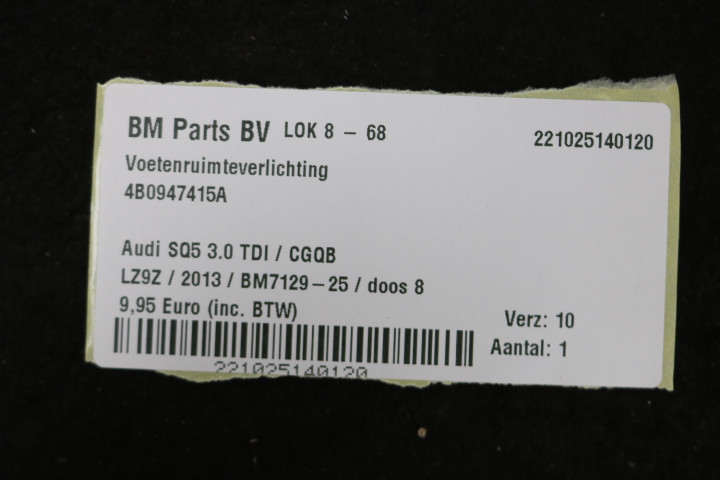 BM Parts BV LOK 8 - 68 221025140120
Voetenruimteverlichting
4B0947415A
Audi SQ5 3.0 TDI / CGQB
LZ9Z / 2013 / BM7129-25 / doos 8
9,95 Euro (inc. BTW)
Verz: 10
Aantal: 1
221025140120